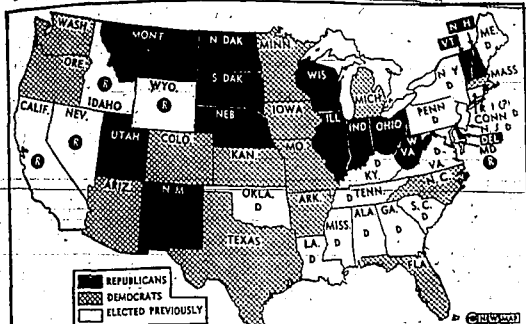 WASH.
ORE.
CALIF.
R
NEV.
R
IDAHO
R
MONT
WYO.
R
UTAH
ARIZ.
COLO.
N M
N DAK
S DAK
NEB
KAN.
OKLA.
D
TEXAS
MINN.
IOWA
MO.
ARK.
LA.
D
WIS
ILL
MICH.
IND
OHIO
KY.
D
TENN.
D
MISS.
D
ALA.
D
GA.
D
FLA.
S.C.
D
N.C.
VA.
D.
W
VA
PENN
D
N Y
D
VT
N H
ME.
D
MASS
R I (?)
CONN D
N J D
DEL
MD
R
REPUBLICANS
DEMOCRATS
ELECTED PREVIOUSLY
NEWSMAP